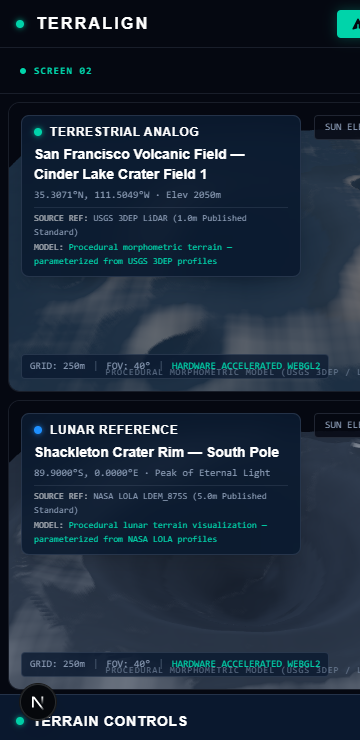 TERRALIGN
SCREEN 02
TERRESTRIAL ANALOG
SUN EL
San Francisco Volcanic Field —
Cinder Lake Crater Field 1
35.3071°N, 111.5049°W · Elev 2050m
SOURCE REF: USGS 3DEP LiDAR (1.0m Published
Standard)
MODEL: Procedural morphometric terrain —
parameterized from USGS 3DEP profiles
GRID: 250m | FOV: 40° | HARDWARE ACCELERATED WEBGL2
PROCEDURAL MORPHOMETRIC MODEL (USGS 3DEP / L
LUNAR REFERENCE
SUN EL
Shackleton Crater Rim — South Pole
89.9000°S, 0.0000°E · Peak of Eternal Light
SOURCE REF: NASA LOLA LDEM_875S (5.0m Published
Standard)
MODEL: Procedural lunar terrain visualization —
parameterized from NASA LOLA profiles
GRID: 250m | FOV: 40° | HARDWARE ACCELERATED WEBGL2
PROCEDURAL MORPHOMETRIC MODEL (USGS 3DEP / L
N
TERRAIN CONTROLS